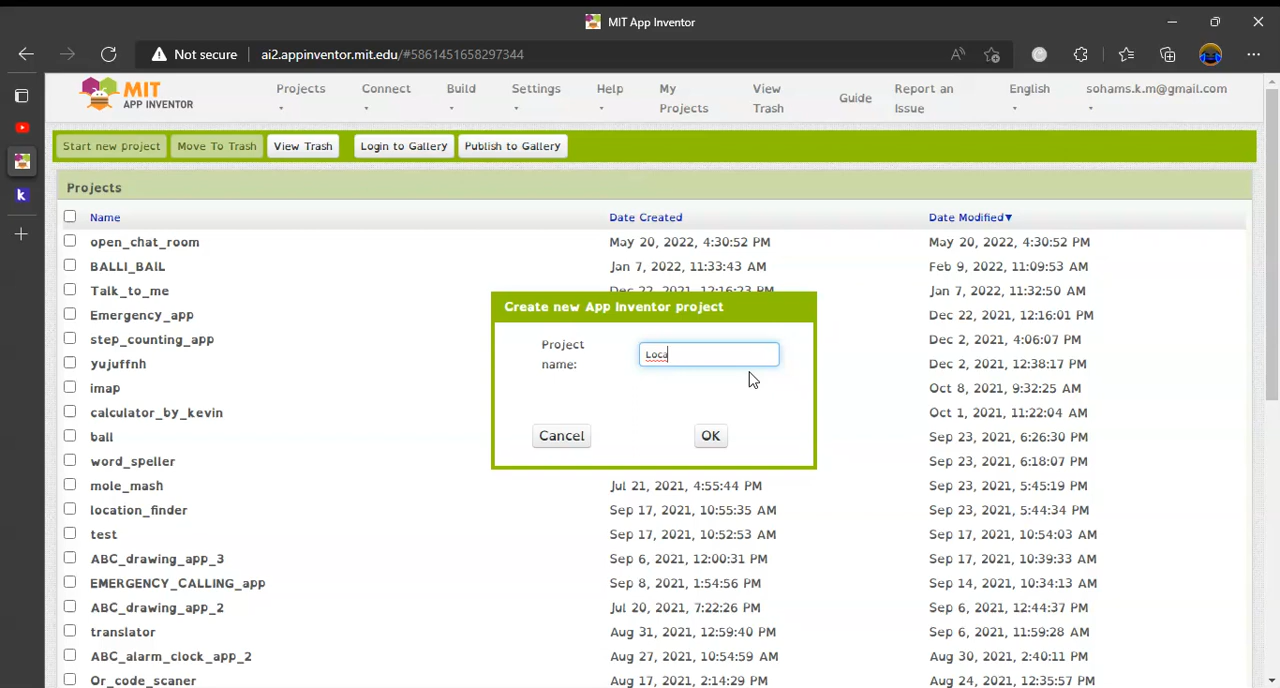 MIT App Inventor
Not secure
ai2.appinventor.mit.edu/#5861451658297344
MIT
APP INVENTOR
Projects
Connect
Build
Settings
Help
My
Projects
View
Trash
Guide
Report an
Issue
English
sohams.k.m@gmail.com
Start new project
Move To Trash
View Trash
Login to Gallery
Publish to Gallery
Projects
Name Date Created Date Modified▼
open_chat_room May 20, 2022, 4:30:52 PM May 20, 2022, 4:30:52 PM
BALLI_BAIL Jan 7, 2022, 11:33:43 AM Feb 9, 2022, 11:09:53 AM
Talk_to_me Dec 22, 2021, 12:16:23 PM Jan 7, 2022, 11:32:50 AM
Emergency_app Dec 22, 2021, 12:16:01 PM
step_counting_app Dec 2, 2021, 4:06:07 PM
yujuffnh Dec 2, 2021, 12:38:17 PM
imap Oct 8, 2021, 9:32:25 AM
calculator_by_kevin Oct 1, 2021, 11:22:04 AM
ball Sep 23, 2021, 6:26:30 PM
word_speller Sep 23, 2021, 6:18:07 PM
mole_mash Jul 21, 2021, 4:55:44 PM Sep 23, 2021, 5:45:19 PM
location_finder Sep 17, 2021, 10:55:35 AM Sep 23, 2021, 5:44:34 PM
test Sep 17, 2021, 10:52:53 AM Sep 17, 2021, 10:54:03 AM
ABC_drawing_app_3 Sep 6, 2021, 12:00:31 PM Sep 17, 2021, 10:39:33 AM
EMERGENCY_CALLING_app Sep 8, 2021, 1:54:56 PM Sep 14, 2021, 10:34:13 AM
ABC_drawing_app_2 Jul 20, 2021, 7:22:26 PM Sep 6, 2021, 12:44:37 PM
translator Aug 31, 2021, 12:59:40 PM Sep 6, 2021, 11:59:28 AM
ABC_alarm_clock_app_2 Aug 27, 2021, 10:54:59 AM Aug 30, 2021, 2:40:11 PM
Qr_code_scaner Aug 17, 2021, 2:14:29 PM Aug 24, 2021, 12:35:57 PM
Create new App Inventor project
Project
name:
Loca
Cancel
OK